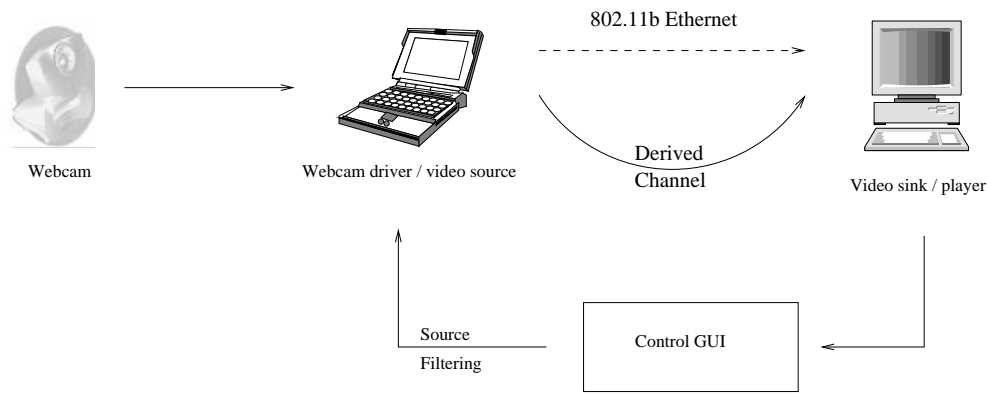 802.11b Ethernet
Webcam
Webcam driver / video source
Derived
Channel
Video sink / player
Source
Filtering
Control GUI